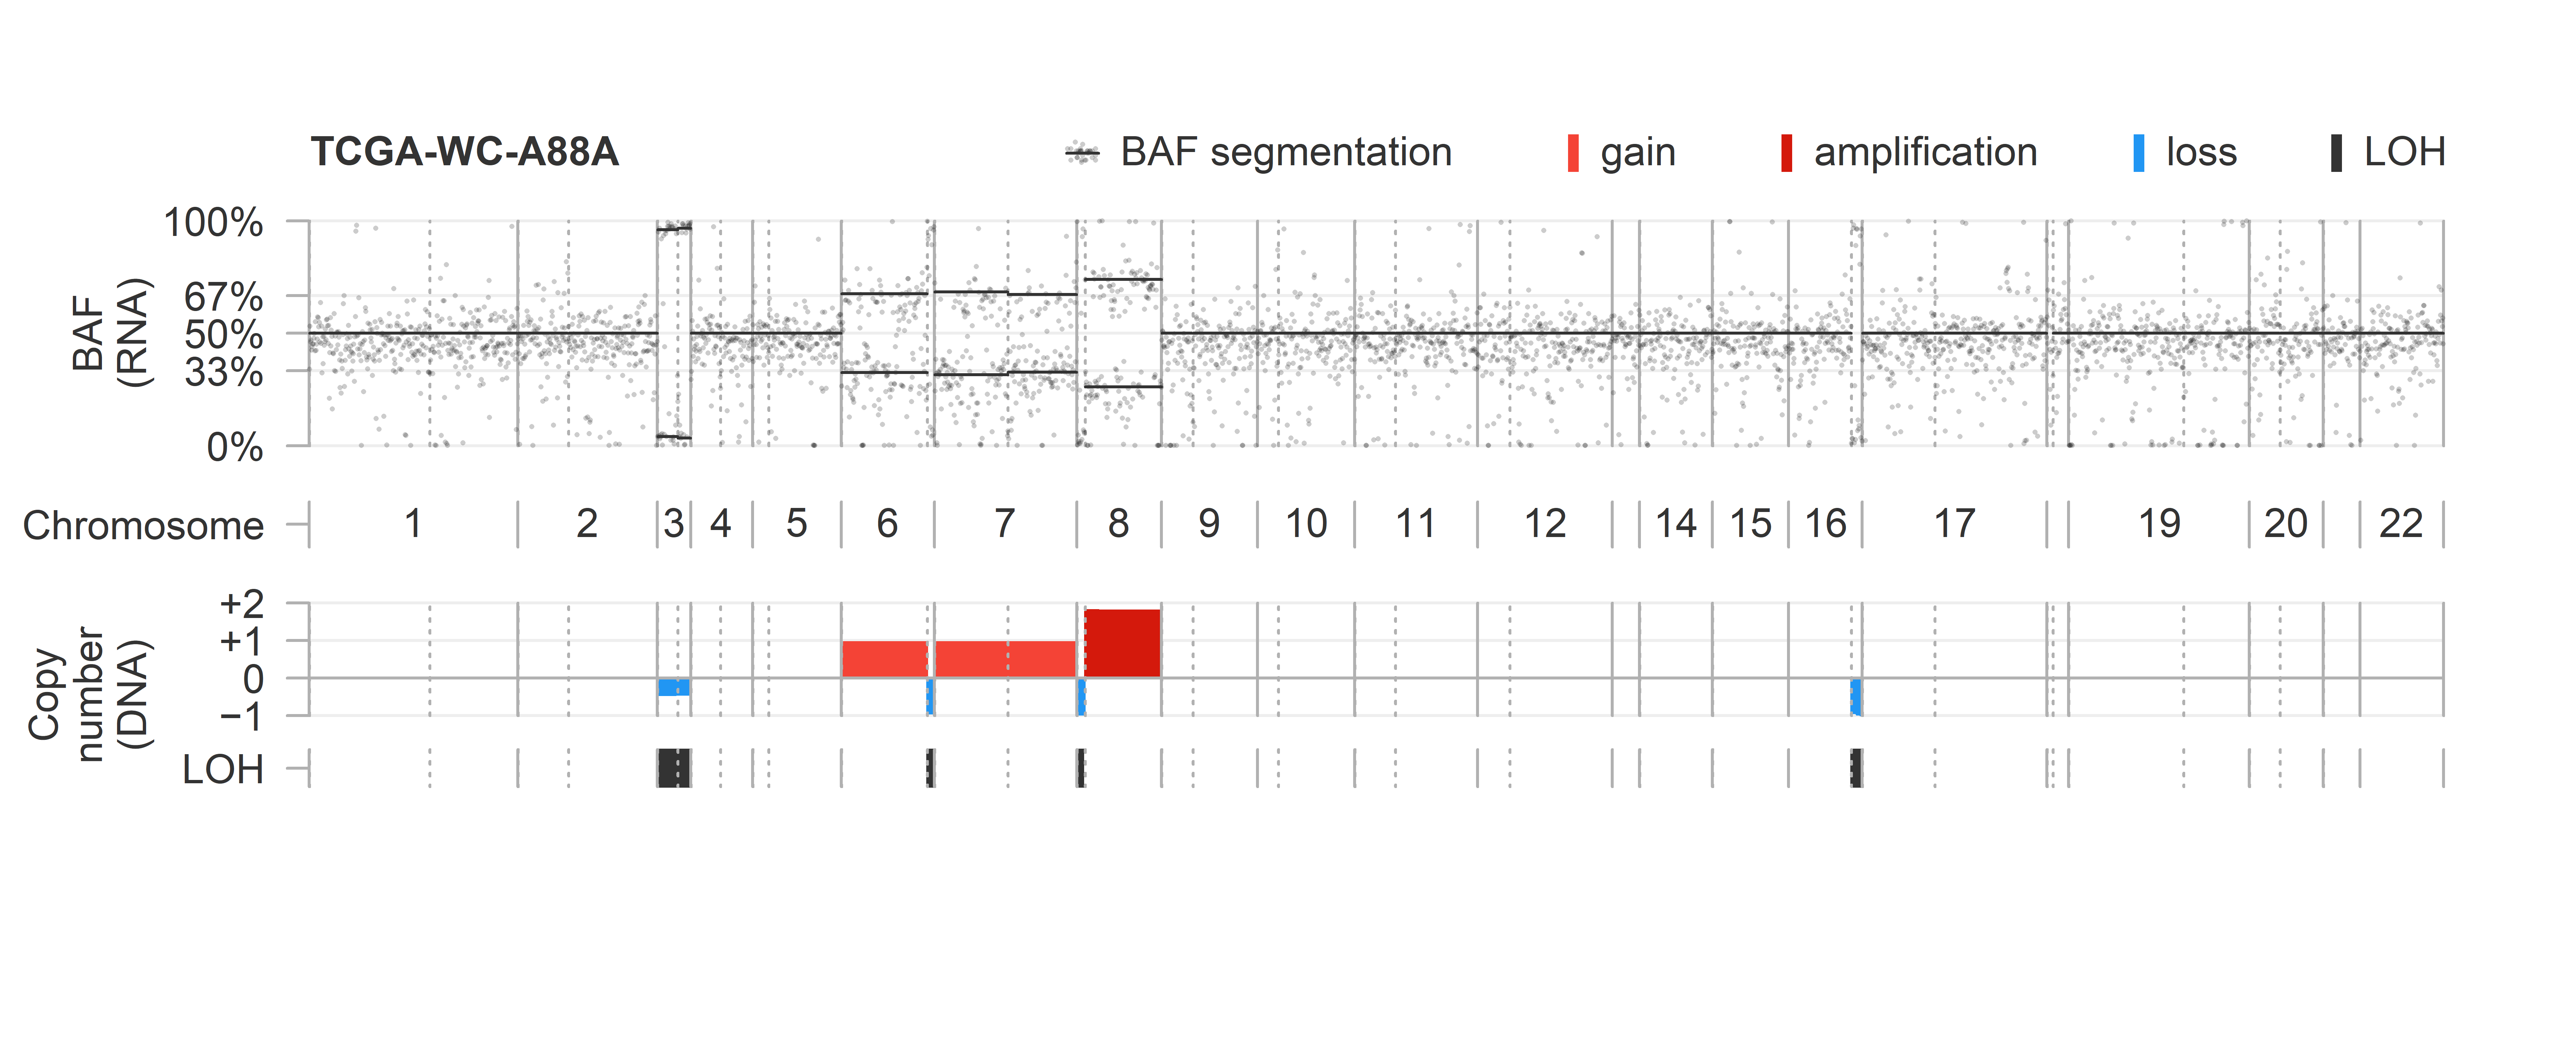 TCGA-WC-A88A
BAF segmentation
gain
amplification
loss
LOH
BAF
(RNA)
100%
67%
50%
33%
0%
Chromosome
1 2 3 4 5 6 7 8 9 10 11 12 14 15 16 17 19 20 22
Copy
number
(DNA)
+2
+1
0
−1
LOH